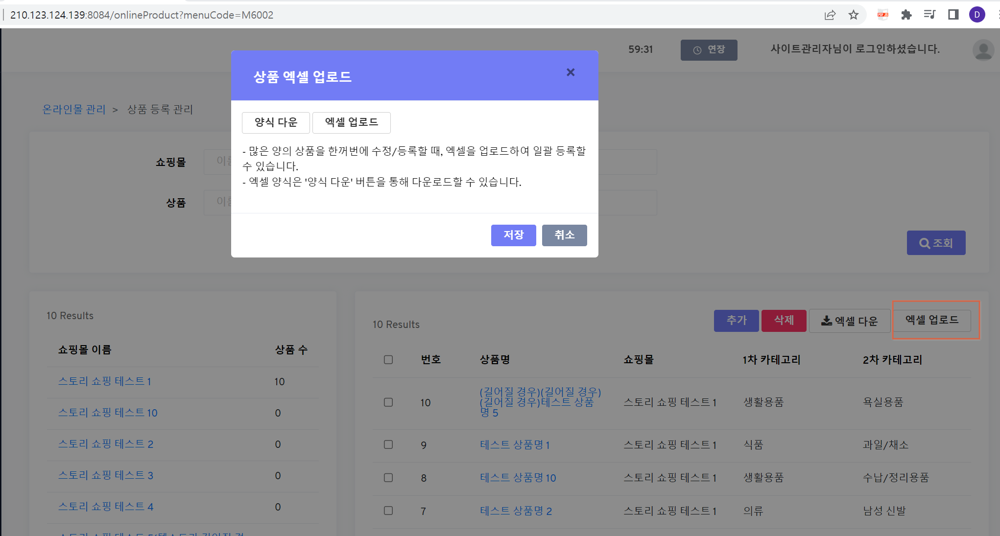 210.123.124.139:8084/onlineProduct?menuCode=M6002
PDF JS
D
59:31
연장
사이트관리자님이 로그인하셨습니다.
상품 엑셀 업로드
×
온라인몰 관리 > 상품 등록 관리
양식 다운
엑셀 업로드
- 많은 양의 상품을 한꺼번에 수정/등록할 때, 엑셀을 업로드하여 일괄 등록할
수 있습니다.
- 엑셀 양식은 '양식 다운' 버튼을 통해 다운로드할 수 있습니다.
쇼핑몰
상품
저장
취소
조회
10 Results
쇼핑몰 이름 상품 수
스토리 쇼핑 테스트 1 10
스토리 쇼핑 테스트 10 0
스토리 쇼핑 테스트 2 0
스토리 쇼핑 테스트 3 0
스토리 쇼핑 테스트 4 0
10 Results
추가
삭제
엑셀 다운
엑셀 업로드
번호 상품명 쇼핑몰 1차 카테고리 2차 카테고리
(길어질 경우)(길어질 경우)
10 (길어질 경우)테스트 상품 스토리 쇼핑 테스트 1 생활용품 욕실용품
명 5
9 테스트 상품명 1 스토리 쇼핑 테스트 1 식품 과일/채소
8 테스트 상품명 10 스토리 쇼핑 테스트 1 생활용품 수납/정리용품
7 테스트 상품명 2 스토리 쇼핑 테스트 1 의류 남성 신발